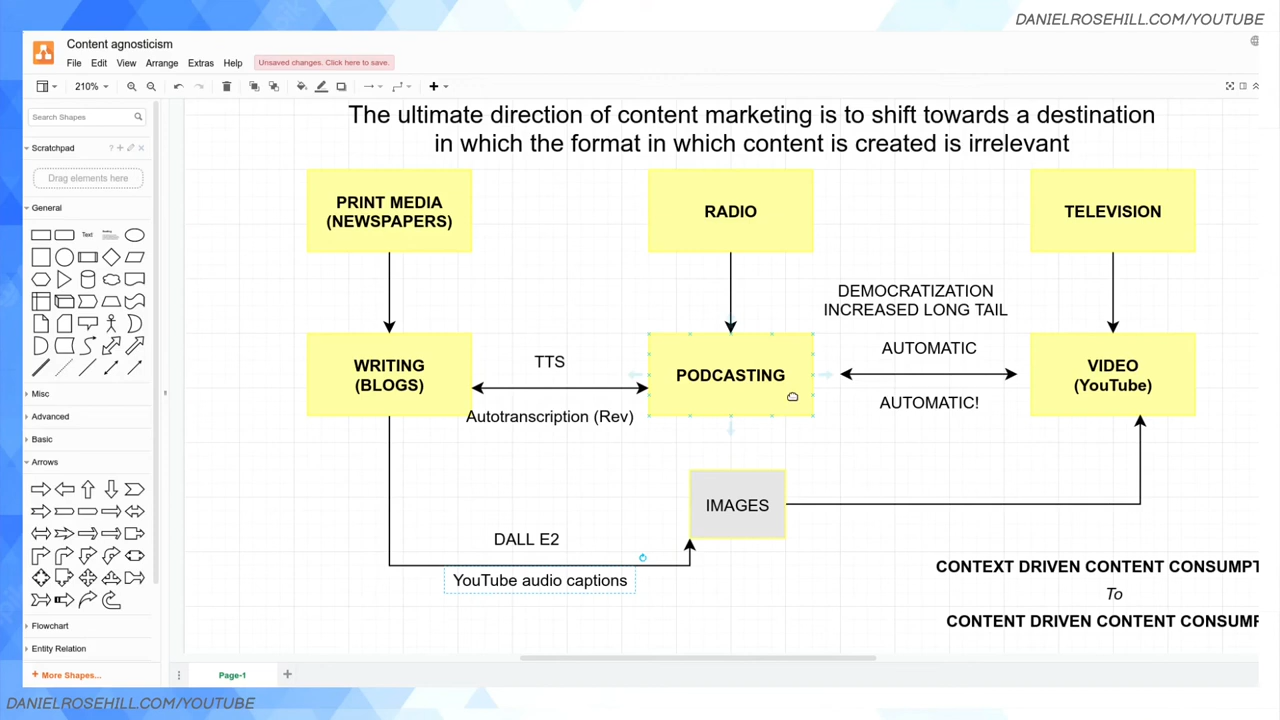 DANIELROSEHILL.COM/YOUTUBE
Content agnosticism
File Edit View Arrange Extras Help Unsaved changes. Click here to save.
210%
Search Shapes
Scratchpad
Drag elements here
General
Text
Misc
Advanced
Basic
Arrows
Flowchart
Entity Relation
+ More Shapes...
The ultimate direction of content marketing is to shift towards a destination
in which the format in which content is created is irrelevant
PRINT MEDIA
(NEWSPAPERS)
RADIO
TELEVISION
DEMOCRATIZATION
INCREASED LONG TAIL
WRITING
(BLOGS)
TTS
Autotranscription (Rev)
PODCASTING
AUTOMATIC
AUTOMATIC!
VIDEO
(YouTube)
IMAGES
DALL E2
YouTube audio captions
CONTEXT DRIVEN CONTENT CONSUMPT
To
CONTENT DRIVEN CONTENT CONSUMP
Page-1
DANIELROSEHILL.COM/YOUTUBE